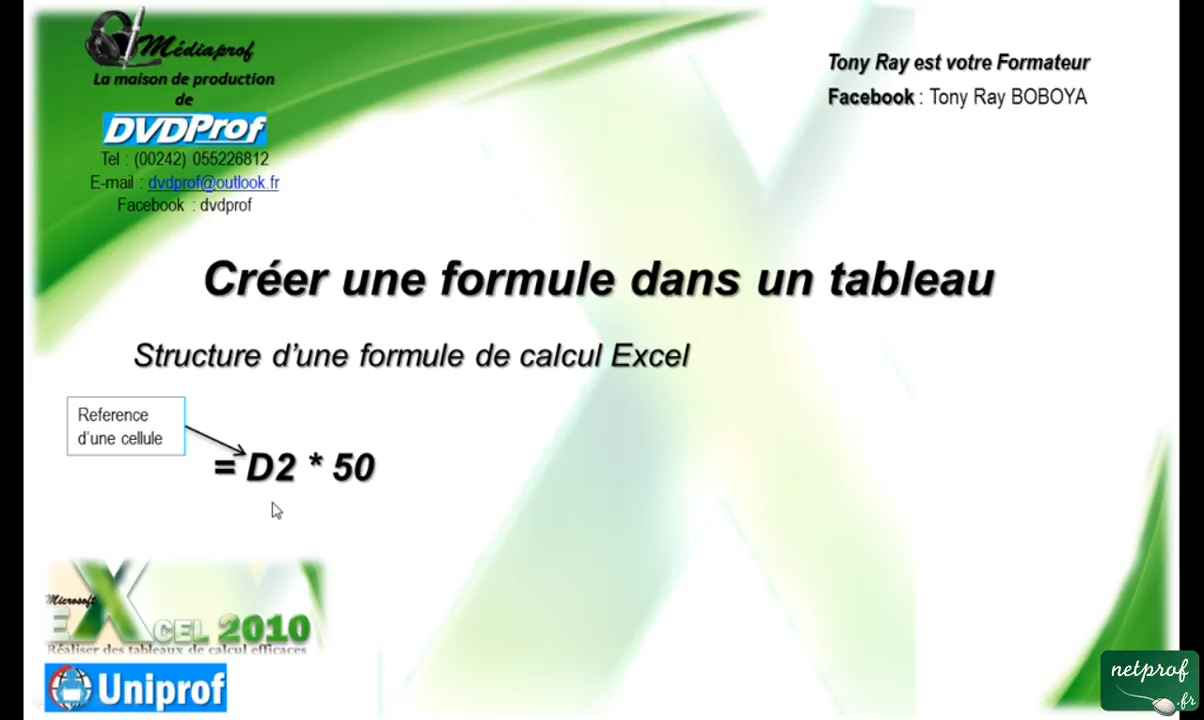 Médiaprof
La maison de production
de
DVDProf
Tel : (00242) 055226812
E-mail : dvdprof@outlook.fr
Facebook : dvdprof
Tony Ray est votre Formateur
Facebook : Tony Ray BOBOYA
Créer une formule dans un tableau
Structure d'une formule de calcul Excel
Reference
d'une cellule
= D2 * 50
Microsoft
EXCEL 2010
Réaliser des tableaux de calcul efficaces
Uniprof
netprof
.fr